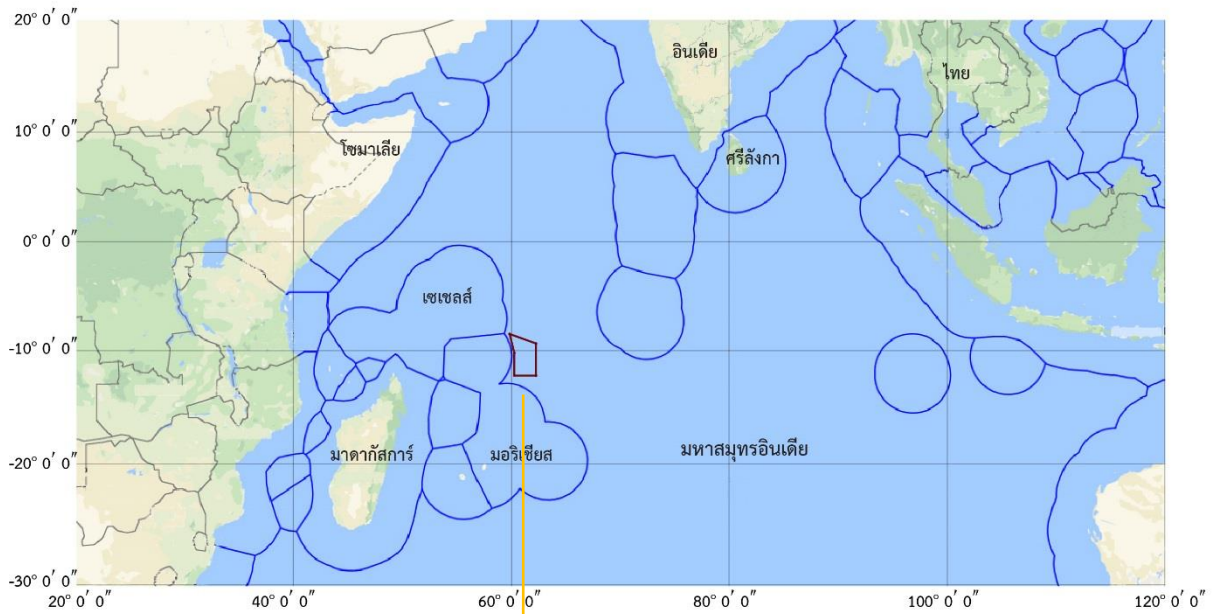 20° 0′ 0″
อินเดีย
ไทย
10° 0′ 0″
โซมาเลีย
ศรีลังกา
0° 0′ 0″
เซเชลส์
-10° 0′ 0″
มาดากัสการ์
มอริเชียส
มหาสมุทรอินเดีย
-20° 0′ 0″
-30° 0′ 0″
20° 0′ 0″
40° 0′ 0″
60° 0′ 0″
80° 0′ 0″
100° 0′ 0″
120° 0′ 0″